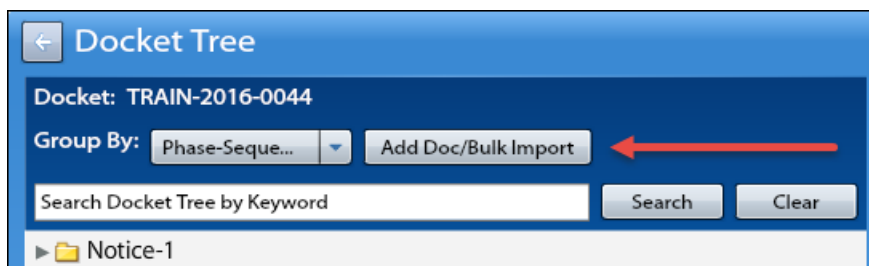 Docket Tree
Docket: TRAIN-2016-0044
Group By: Phase-Seque... Add Doc/Bulk Import
Search Docket Tree by Keyword Search Clear
Notice-1